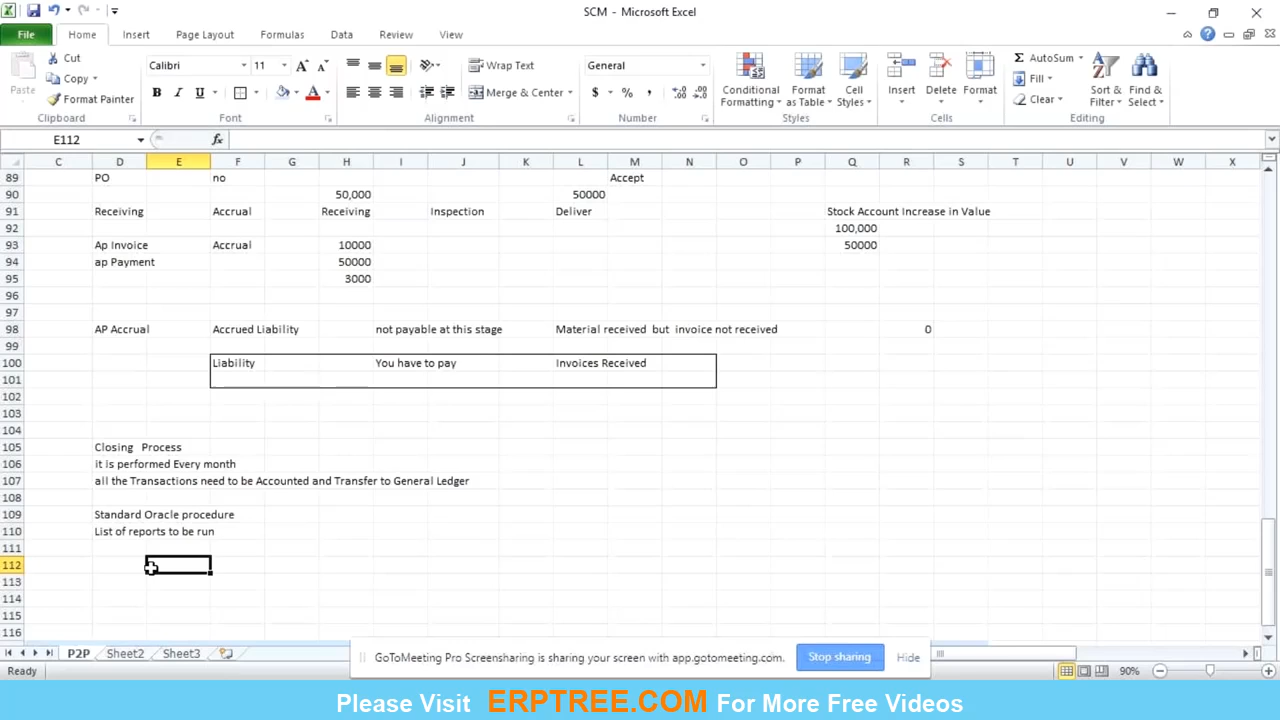 SCM - Microsoft Excel
File Home Insert Page Layout Formulas Data Review View
Paste Cut Copy Format Painter Clipboard
Calibri 11 B I U Font
Wrap Text Merge & Center Alignment
General $ % , Number
Conditional Formatting Format as Table Cell Styles Styles
Insert Delete Format Cells
AutoSum Fill Clear Sort & Filter Find & Select Editing
E112 fx
C D E F G H I J K L M N O P Q R S T U V W X
89 PO no Accept
90 50,000 50000
91 Receiving Accrual Receiving Inspection Deliver Stock Account Increase in Value
92 100,000
93 Ap Invoice Accrual 10000 50000
94 ap Payment 50000
95 3000
96
97
98 AP Accrual Accrued Liability not payable at this stage Material received but invoice not received 0
99
100 Liability You have to pay Invoices Received
101
102
103
104
105 Closing Process
106 it is performed Every month
107 all the Transactions need to be Accounted and Transfer to General Ledger
108
109 Standard Oracle procedure
110 List of reports to be run
111
112
113
114
115
116
P2P Sheet2 Sheet3
GoToMeeting Pro Screensharing is sharing your screen with app.gotomeeting.com. Stop sharing Hide
Ready 90%
Please Visit ERPTREE.COM For More Free Videos